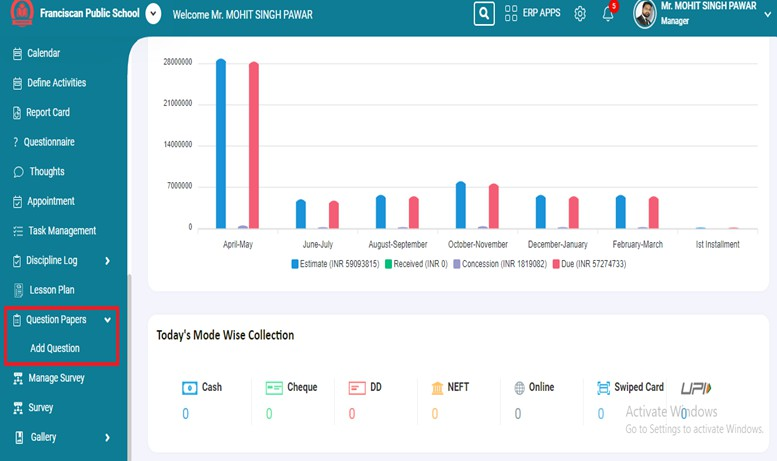 Franciscan Public School
Welcome Mr. MOHIT SINGH PAWAR
ERP APPS
5
Mr. MOHIT SINGH PAWAR
Manager
Calendar
Define Activities
Report Card
? Questionnaire
Thoughts
Appointment
Task Management
Discipline Log
Lesson Plan
Question Papers
Add Question
Manage Survey
Survey
Gallery
28000000
21000000
14000000
7000000
0
April-May June-July August-September October-November December-January February-March Ist Installment
Estimate (INR 59093815) Received (INR 0) Concession (INR 1819082) Due (INR 57274733)
Today's Mode Wise Collection
Cash Cheque DD NEFT Online Swiped Card UPI
0 0 0 0 0 0 0
Activate Windows
Go to Settings to activate Windows.